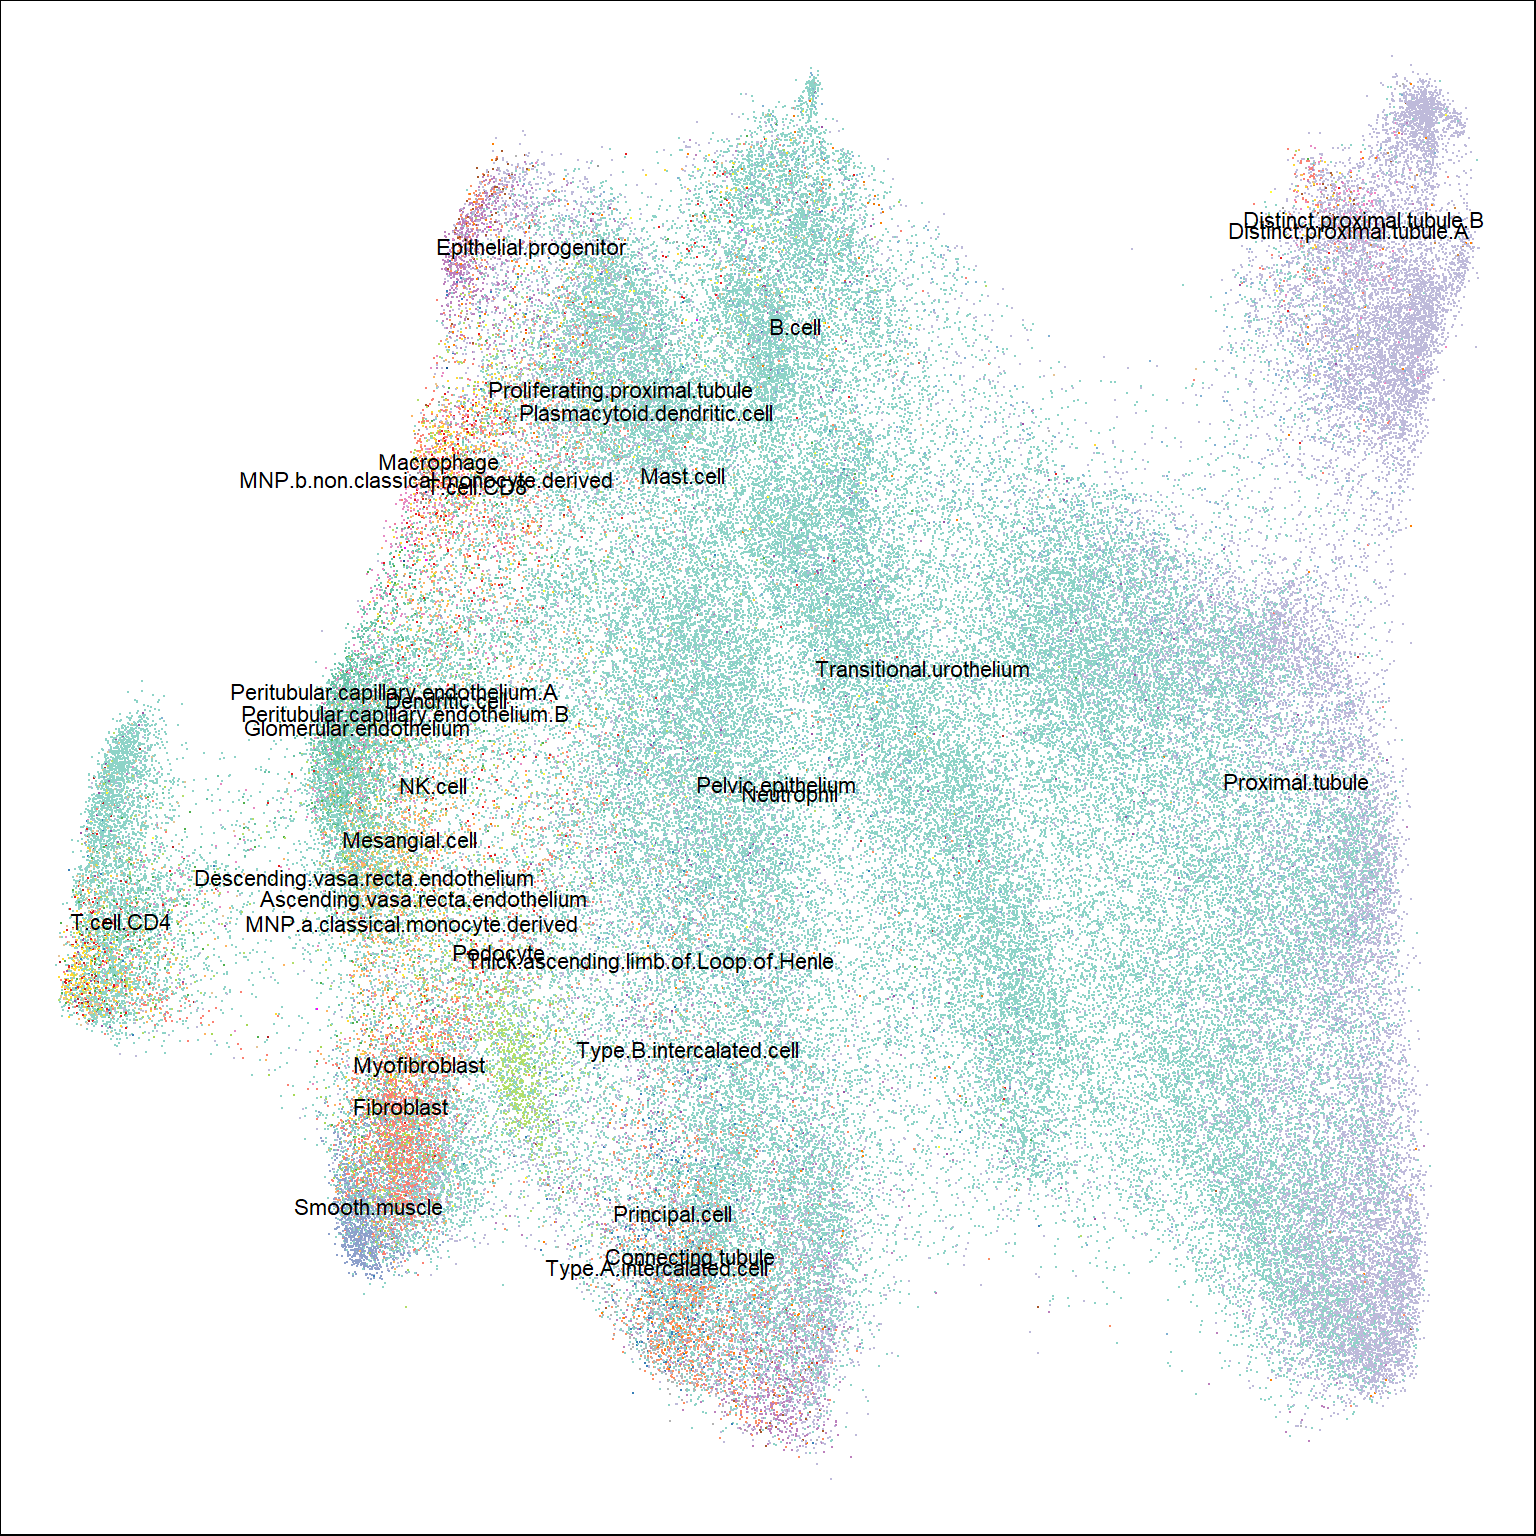 Distinct.proximal.tubule.B
Distinct.proximal.tubule.A
Epithelial.progenitor
B.cell
Proliferating.proximal.tubule
Plasmacytoid.dendritic.cell
Macrophage
Mast.cell
MNP.b.non.classical.monocyte.derived
T.cell.CD8
Transitional.urothelium
Peritubular.capillary.endothelium.A
Dendritic.cell
Peritubular.capillary.endothelium.B
Glomerular.endothelium
Proximal.tubule
NK.cell
Pelvic.epithelium
Neutrophil
Mesangial.cell
Descending.vasa.recta.endothelium
Ascending.vasa.recta.endothelium
T.cell.CD4
MNP.a.classical.monocyte.derived
Podocyte
Thick.ascending.limb.of.Loop.of.Henle
Type.B.intercalated.cell
Myofibroblast
Fibroblast
Smooth.muscle
Principal.cell
Connecting.tubule
Type.A.intercalated.cell